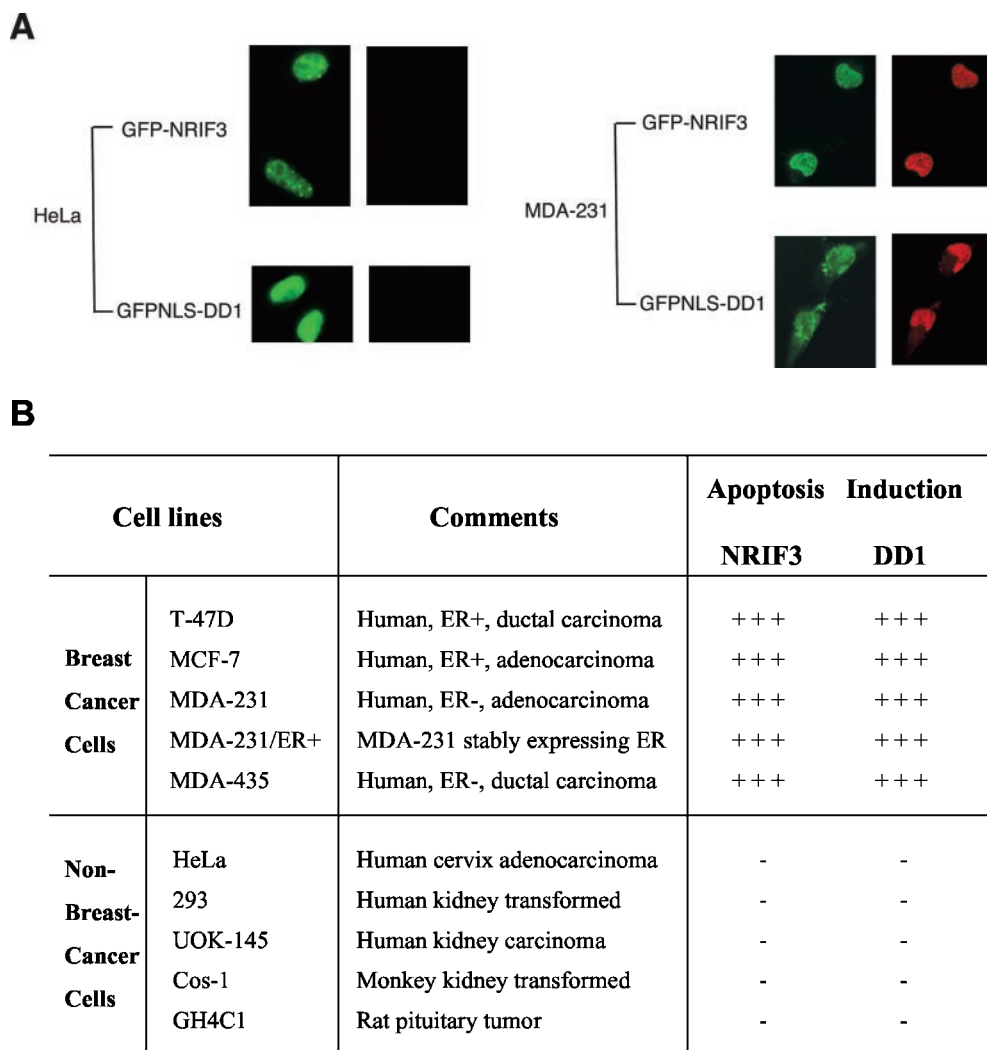 A
HeLa
GFP-NRIF3
GFPNLS-DD1
MDA-231
GFP-NRIF3
GFPNLS-DD1
B
Cell lines Comments Apoptosis Induction
NRIF3 DD1
Breast Cancer Cells
T-47D Human, ER+, ductal carcinoma +++ +++
MCF-7 Human, ER+, adenocarcinoma +++ +++
MDA-231 Human, ER-, adenocarcinoma +++ +++
MDA-231/ER+ MDA-231 stably expressing ER +++ +++
MDA-435 Human, ER-, ductal carcinoma +++ +++
Non-Breast-Cancer Cells
HeLa Human cervix adenocarcinoma - -
293 Human kidney transformed - -
UOK-145 Human kidney carcinoma - -
Cos-1 Monkey kidney transformed - -
GH4C1 Rat pituitary tumor - -